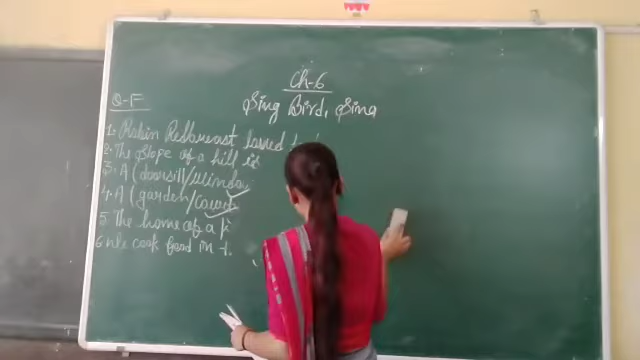 Ch-6
Sing Bird, Sing
Q-F
1. Robin Redbreast
2. The slope of a hill is
3. A (doorsill/window
4. A (garden/court
5. The home of a
6 We cook food in